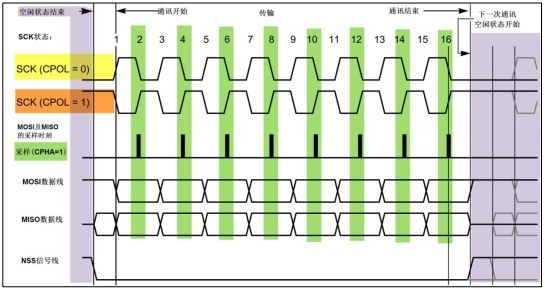 空闲状态结束
通讯开始
传输
通讯结束
下一次通讯
空闲状态开始
SCK状态:
1 2 3 4 5 6 7 8 9 10 11 12 13 14 15 16
SCK (CPOL = 0)
SCK (CPOL = 1)
MOSI及MISO
的采样时刻
采样(CPHA=1)
MOSI数据线
MISO数据线
NSS信号线